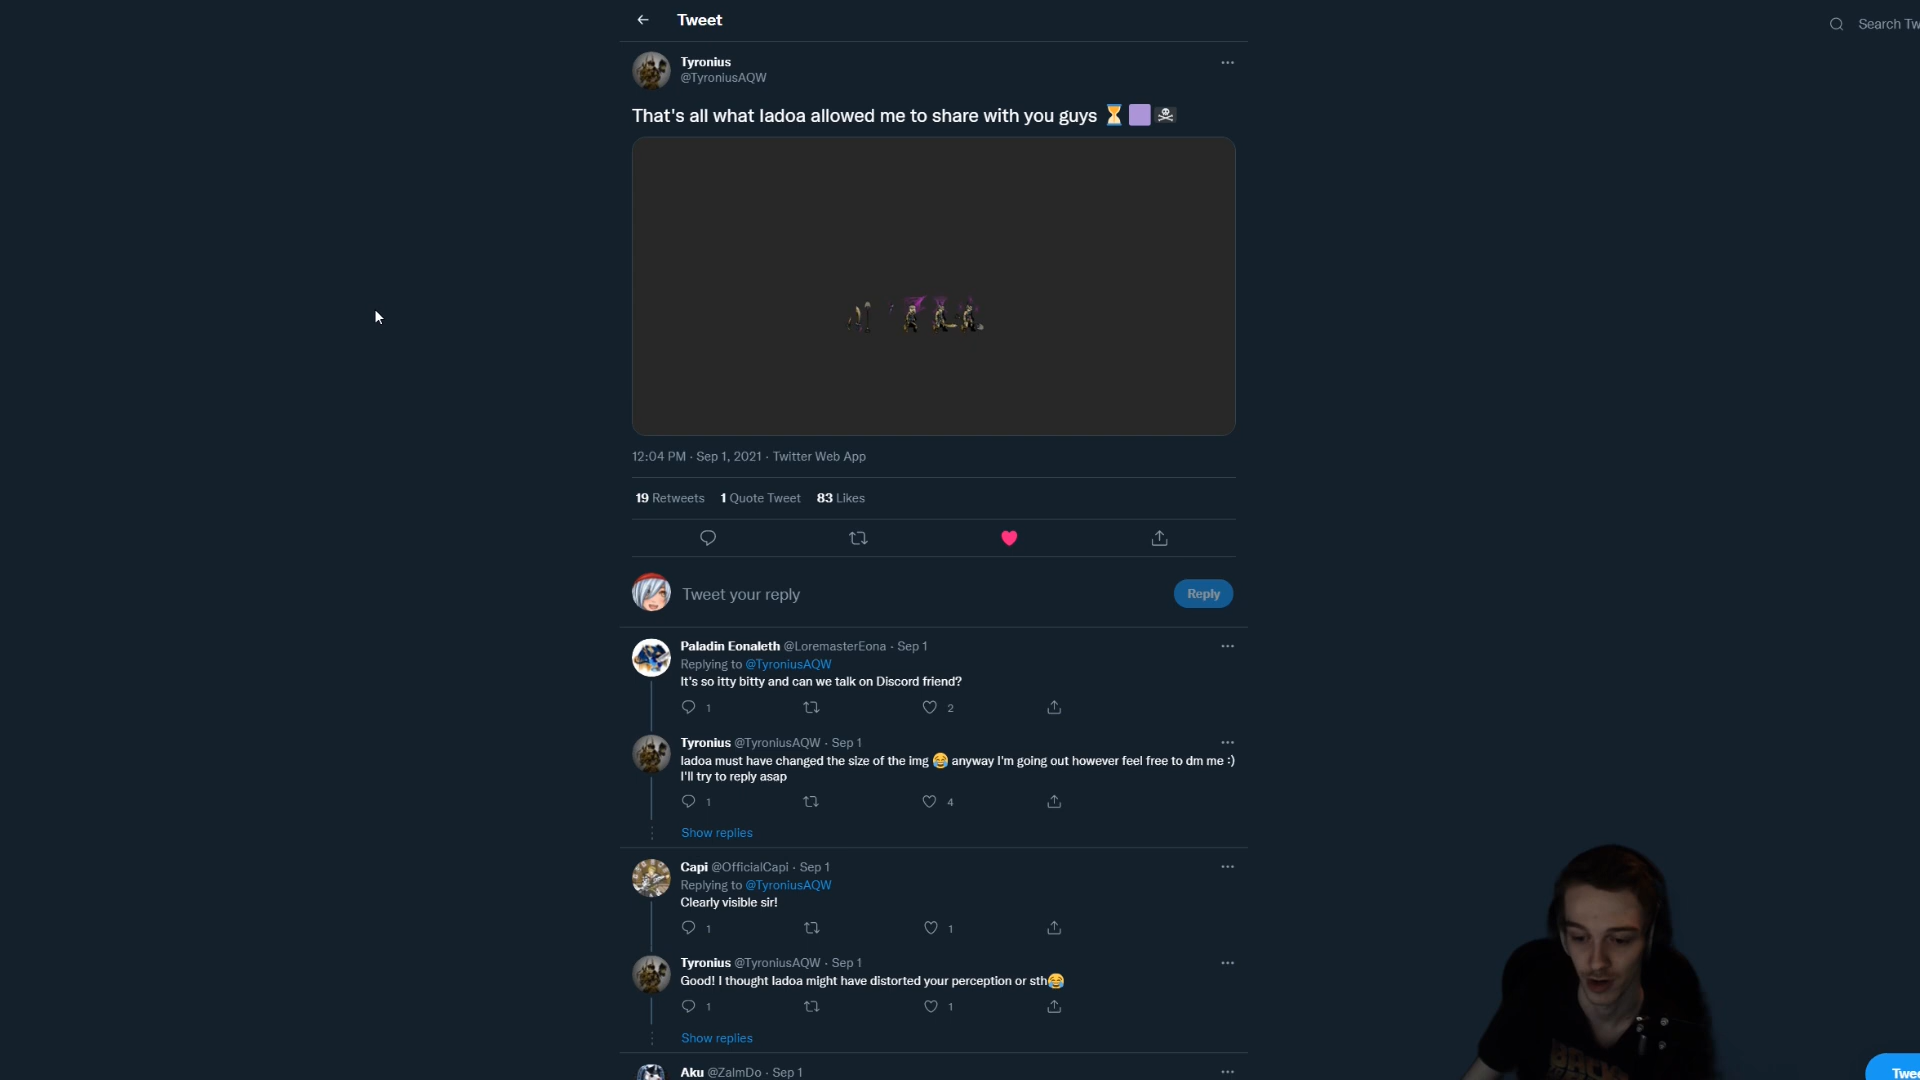 Tweet
Search Tw
Tyronius
@TyroniusAQW
That's all what Iadoa allowed me to share with you guys ⏳🟪🏴‍☠️
12:04 PM · Sep 1, 2021 · Twitter Web App
19 Retweets 1 Quote Tweet 83 Likes
Tweet your reply
Reply
Paladin Eonaleth @LoremasterEona · Sep 1
Replying to @TyroniusAQW
It's so itty bitty and can we talk on Discord friend?
1 2
Tyronius @TyroniusAQW · Sep 1
Iadoa must have changed the size of the img 😂 anyway I'm going out however feel free to dm me :)
I'll try to reply asap
1 4
Show replies
Capi @OfficialCapi · Sep 1
Replying to @TyroniusAQW
Clearly visible sir!
1 1
Tyronius @TyroniusAQW · Sep 1
Good! I thought Iadoa might have distorted your perception or sth😂
1 1
Show replies
Aku @ZalmDo · Sep 1
Twee